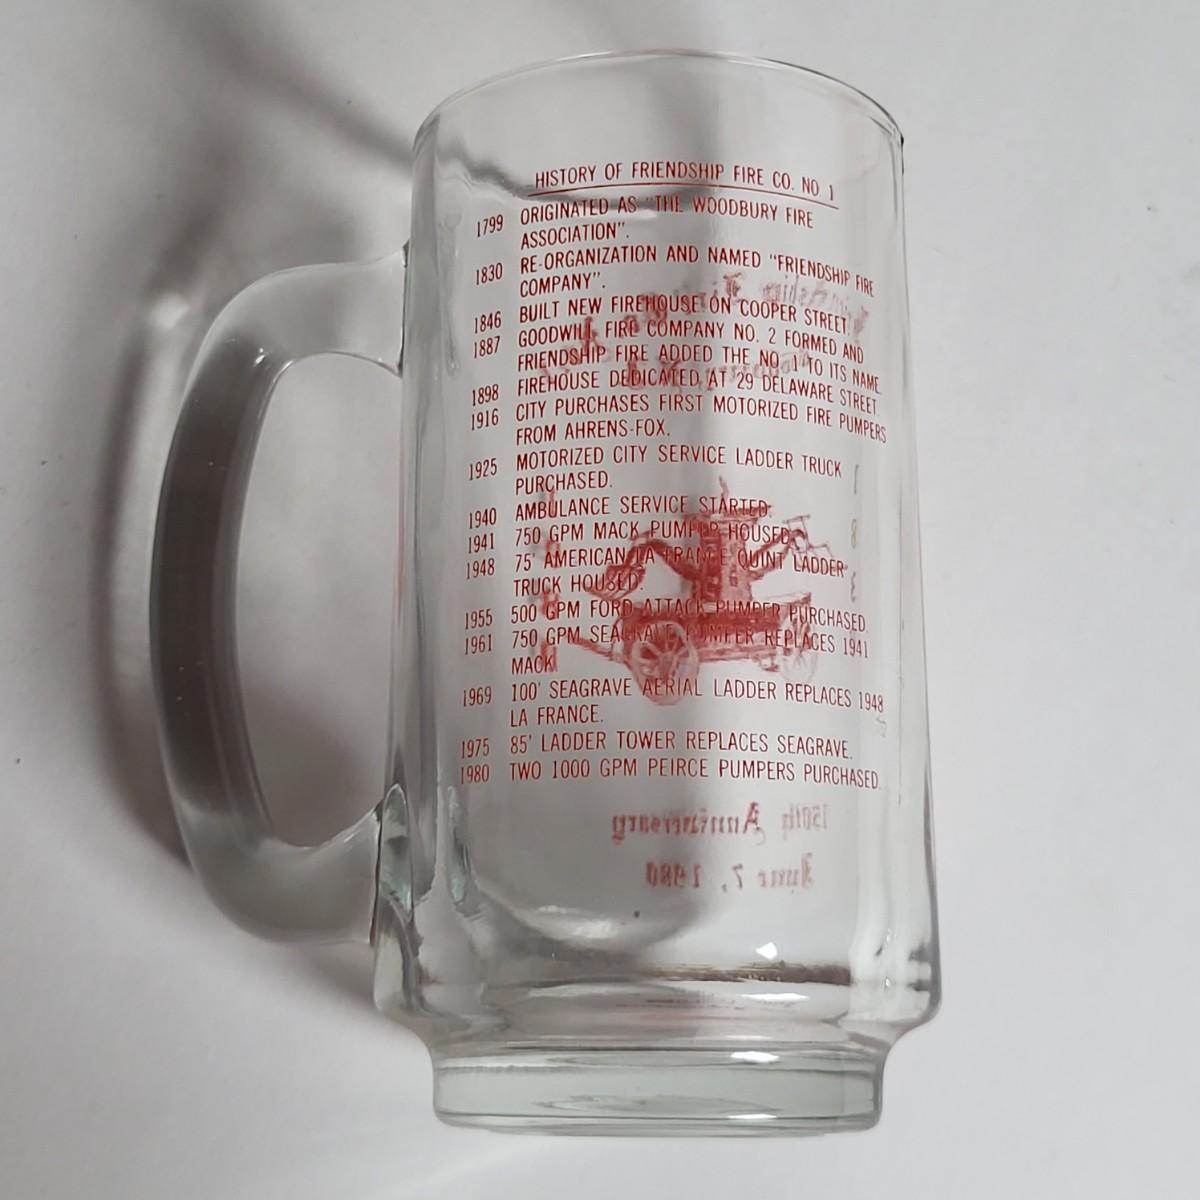 HISTORY OF FRIENDSHIP FIRE CO. NO. 1
1799 ORIGINATED AS "THE WOODBURY FIRE
ASSOCIATION".
1830 RE-ORGANIZATION AND NAMED "FRIENDSHIP FIRE
COMPANY".
1846 BUILT NEW FIREHOUSE ON COOPER STREET.
1887 GOODWILL FIRE COMPANY NO. 2 FORMED AND
FRIENDSHIP FIRE ADDED THE NO. 1 TO ITS NAME.
1898 FIREHOUSE DEDICATED AT 29 DELAWARE STREET.
1916 CITY PURCHASES FIRST MOTORIZED FIRE PUMPERS
FROM AHRENS-FOX.
1925 MOTORIZED CITY SERVICE LADDER TRUCK
PURCHASED.
1940 AMBULANCE SERVICE STARTED.
1941 750 GPM MACK PUMPER HOUSED.
1948 75' AMERICAN LA FRANCE QUINT LADDER
TRUCK HOUSED.
1955 500 GPM FORD ATTACK PUMPER PURCHASED.
1961 750 GPM SEAGRAVE PUMPER REPLACES 1941
MACK
1969 100' SEAGRAVE AERIAL LADDER REPLACES 1948
LA FRANCE.
1975 85' LADDER TOWER REPLACES SEAGRAVE.
1980 TWO 1000 GPM PEIRCE PUMPERS PURCHASED.
150th Anniversary
June 7, 1980